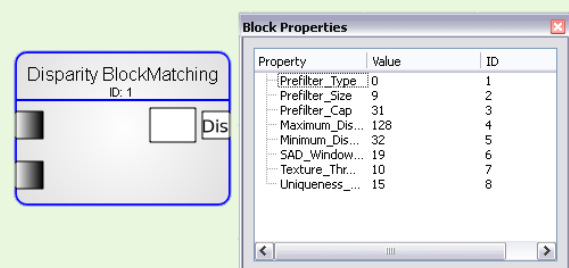 Disparity BlockMatching
ID: 1
Dis
Block Properties
Property Value ID
Prefilter_Type 0 1
Prefilter_Size 9 2
Prefilter_Cap 31 3
Maximum_Dis... 128 4
Minimum_Dis... 32 5
SAD_Window... 19 6
Texture_Thr... 10 7
Uniqueness_... 15 8